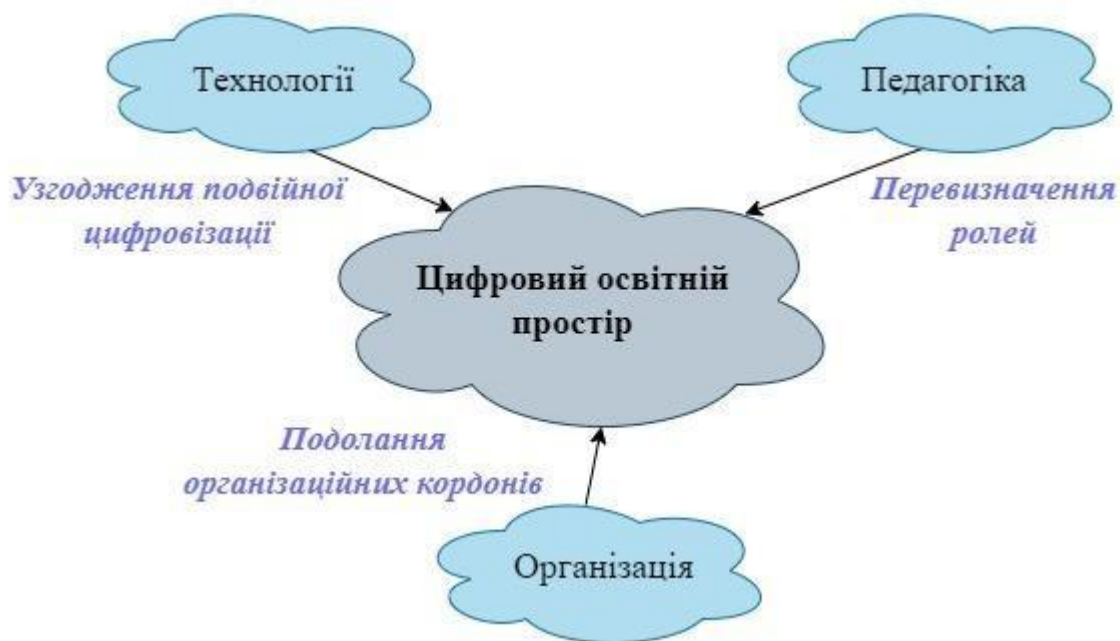 Технології
Педагогіка
Узгодження подвійної
цифровізації
Перевизначення
ролей
Цифровий освітній
простір
Подолання
організаційних кордонів
Організація